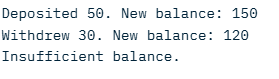 Deposited 50. New balance: 150
Withdrew 30. New balance: 120
Insufficient balance.